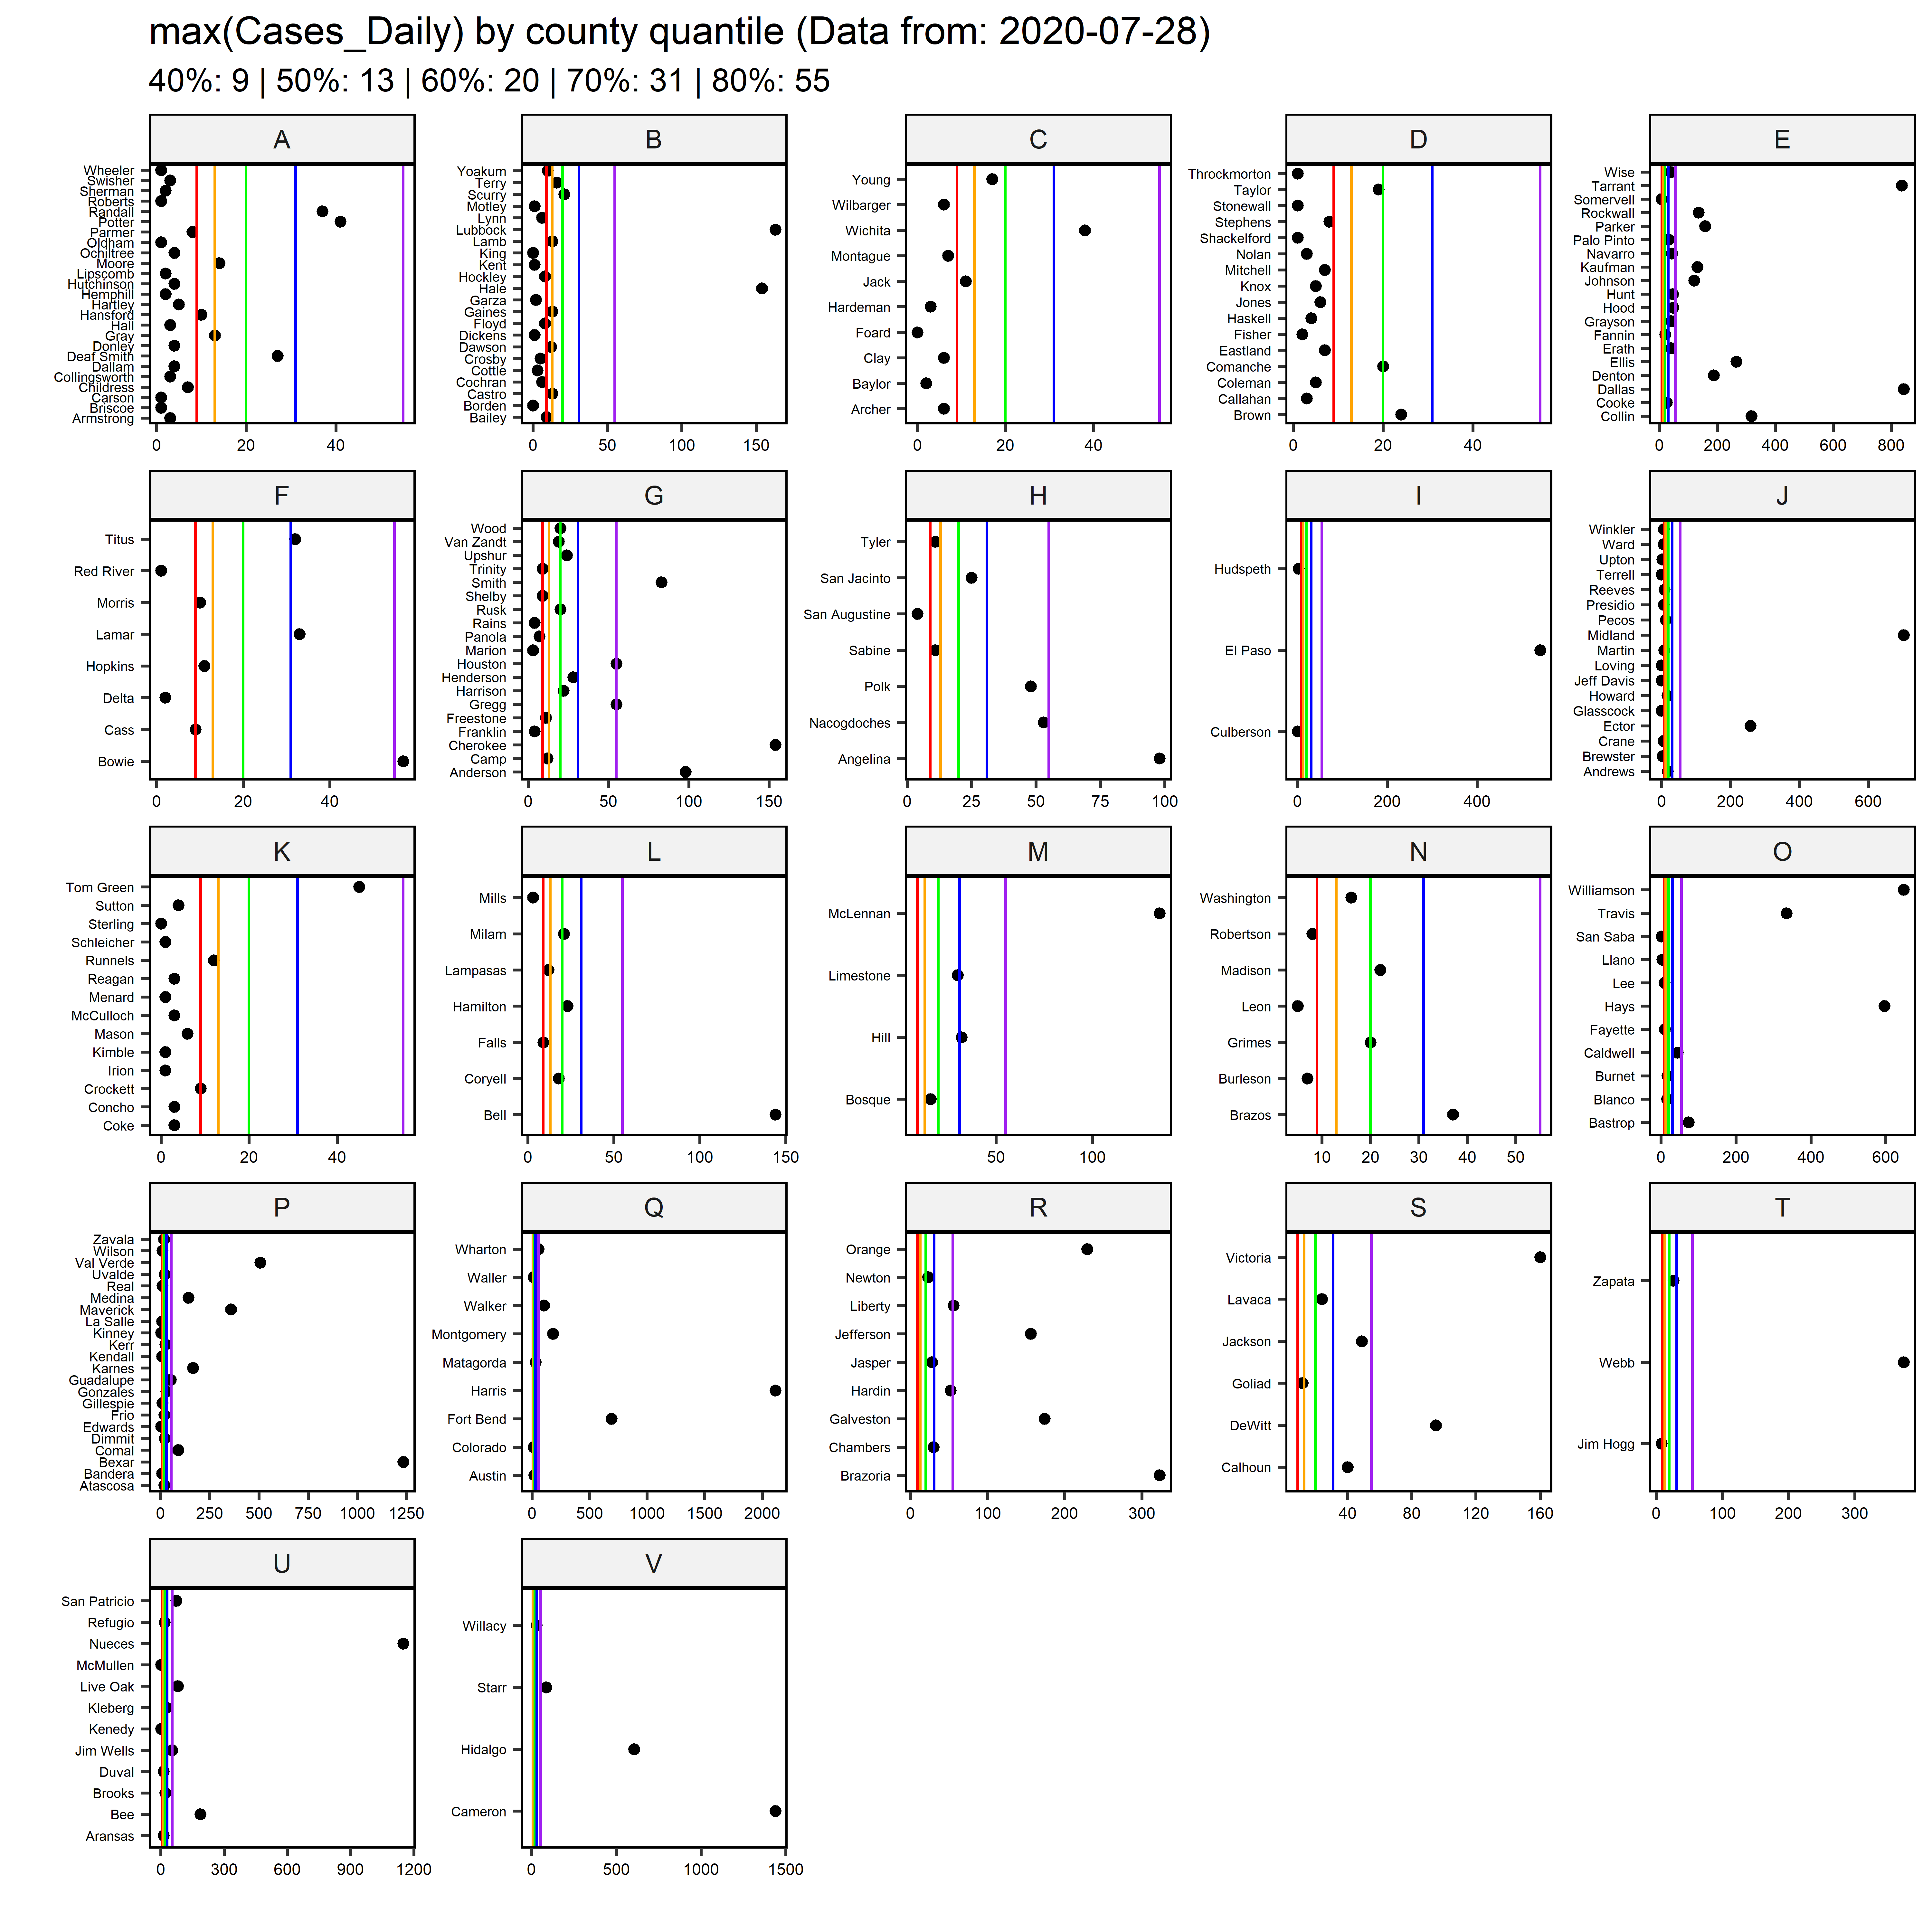 max(Cases_Daily) by county quantile (Data from: 2020-07-28)
40%: 9 | 50%: 13 | 60%: 20 | 70%: 31 | 80%: 55
A
Wheeler
Swisher
Sherman
Roberts
Randall
Potter
Parmer
Oldham
Ochiltree
Moore
Lipscomb
Hutchinson
Hemphill
Hartley
Hansford
Hall
Gray
Donley
Deaf Smith
Dallam
Collingsworth
Childress
Carson
Briscoe
Armstrong
0 20 40
B
Yoakum
Terry
Scurry
Motley
Lynn
Lubbock
Lamb
King
Kent
Hockley
Hale
Garza
Gaines
Floyd
Dickens
Dawson
Crosby
Cottle
Cochran
Castro
Borden
Bailey
0 50 100 150
C
Young
Wilbarger
Wichita
Montague
Jack
Hardeman
Foard
Clay
Baylor
Archer
0 20 40
D
Throckmorton
Taylor
Stonewall
Stephens
Shackelford
Nolan
Mitchell
Knox
Jones
Haskell
Fisher
Eastland
Comanche
Coleman
Callahan
Brown
0 20 40
E
Wise
Tarrant
Somervell
Rockwall
Parker
Palo Pinto
Navarro
Kaufman
Johnson
Hunt
Hood
Grayson
Fannin
Erath
Ellis
Denton
Dallas
Cooke
Collin
0 200 400 600 800
F
Titus
Red River
Morris
Lamar
Hopkins
Delta
Cass
Bowie
0 20 40
G
Wood
Van Zandt
Upshur
Trinity
Smith
Shelby
Rusk
Rains
Panola
Marion
Houston
Henderson
Harrison
Gregg
Freestone
Franklin
Cherokee
Camp
Anderson
0 50 100 150
H
Tyler
San Jacinto
San Augustine
Sabine
Polk
Nacogdoches
Angelina
0 25 50 75 100
I
Hudspeth
El Paso
Culberson
0 200 400
J
Winkler
Ward
Upton
Terrell
Reeves
Presidio
Pecos
Midland
Martin
Loving
Jeff Davis
Howard
Glasscock
Ector
Crane
Brewster
Andrews
0 200 400 600
K
Tom Green
Sutton
Sterling
Schleicher
Runnels
Reagan
Menard
McCulloch
Mason
Kimble
Irion
Crockett
Concho
Coke
0 20 40
L
Mills
Milam
Lampasas
Hamilton
Falls
Coryell
Bell
0 50 100 150
M
McLennan
Limestone
Hill
Bosque
50 100
N
Washington
Robertson
Madison
Leon
Grimes
Burleson
Brazos
10 20 30 40 50
O
Williamson
Travis
San Saba
Llano
Lee
Hays
Fayette
Caldwell
Burnet
Blanco
Bastrop
0 200 400 600
P
Zavala
Wilson
Val Verde
Uvalde
Real
Medina
Maverick
La Salle
Kinney
Kerr
Kendall
Karnes
Guadalupe
Gonzales
Gillespie
Frio
Edwards
Dimmit
Comal
Bexar
Bandera
Atascosa
0 250 500 750 1000 1250
Q
Wharton
Waller
Walker
Montgomery
Matagorda
Harris
Fort Bend
Colorado
Austin
0 500 1000 1500 2000
R
Orange
Newton
Liberty
Jefferson
Jasper
Hardin
Galveston
Chambers
Brazoria
0 100 200 300
S
Victoria
Lavaca
Jackson
Goliad
DeWitt
Calhoun
40 80 120 160
T
Zapata
Webb
Jim Hogg
0 100 200 300
U
San Patricio
Refugio
Nueces
McMullen
Live Oak
Kleberg
Kenedy
Jim Wells
Duval
Brooks
Bee
Aransas
0 300 600 900 1200
V
Willacy
Starr
Hidalgo
Cameron
0 500 1000 1500